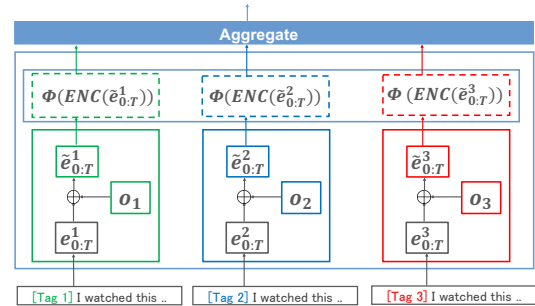 Aggregate
Φ(ENC(ẽ¹₀:T)) Φ(ENC(ẽ²₀:T)) Φ (ENC(ẽ³₀:T))
ẽ¹₀:T ẽ²₀:T ẽ³₀:T
o₁ o₂ o₃
e¹₀:T e²₀:T e³₀:T
[Tag 1] I watched this .. [Tag 2] I watched this .. [Tag 3] I watched this ..